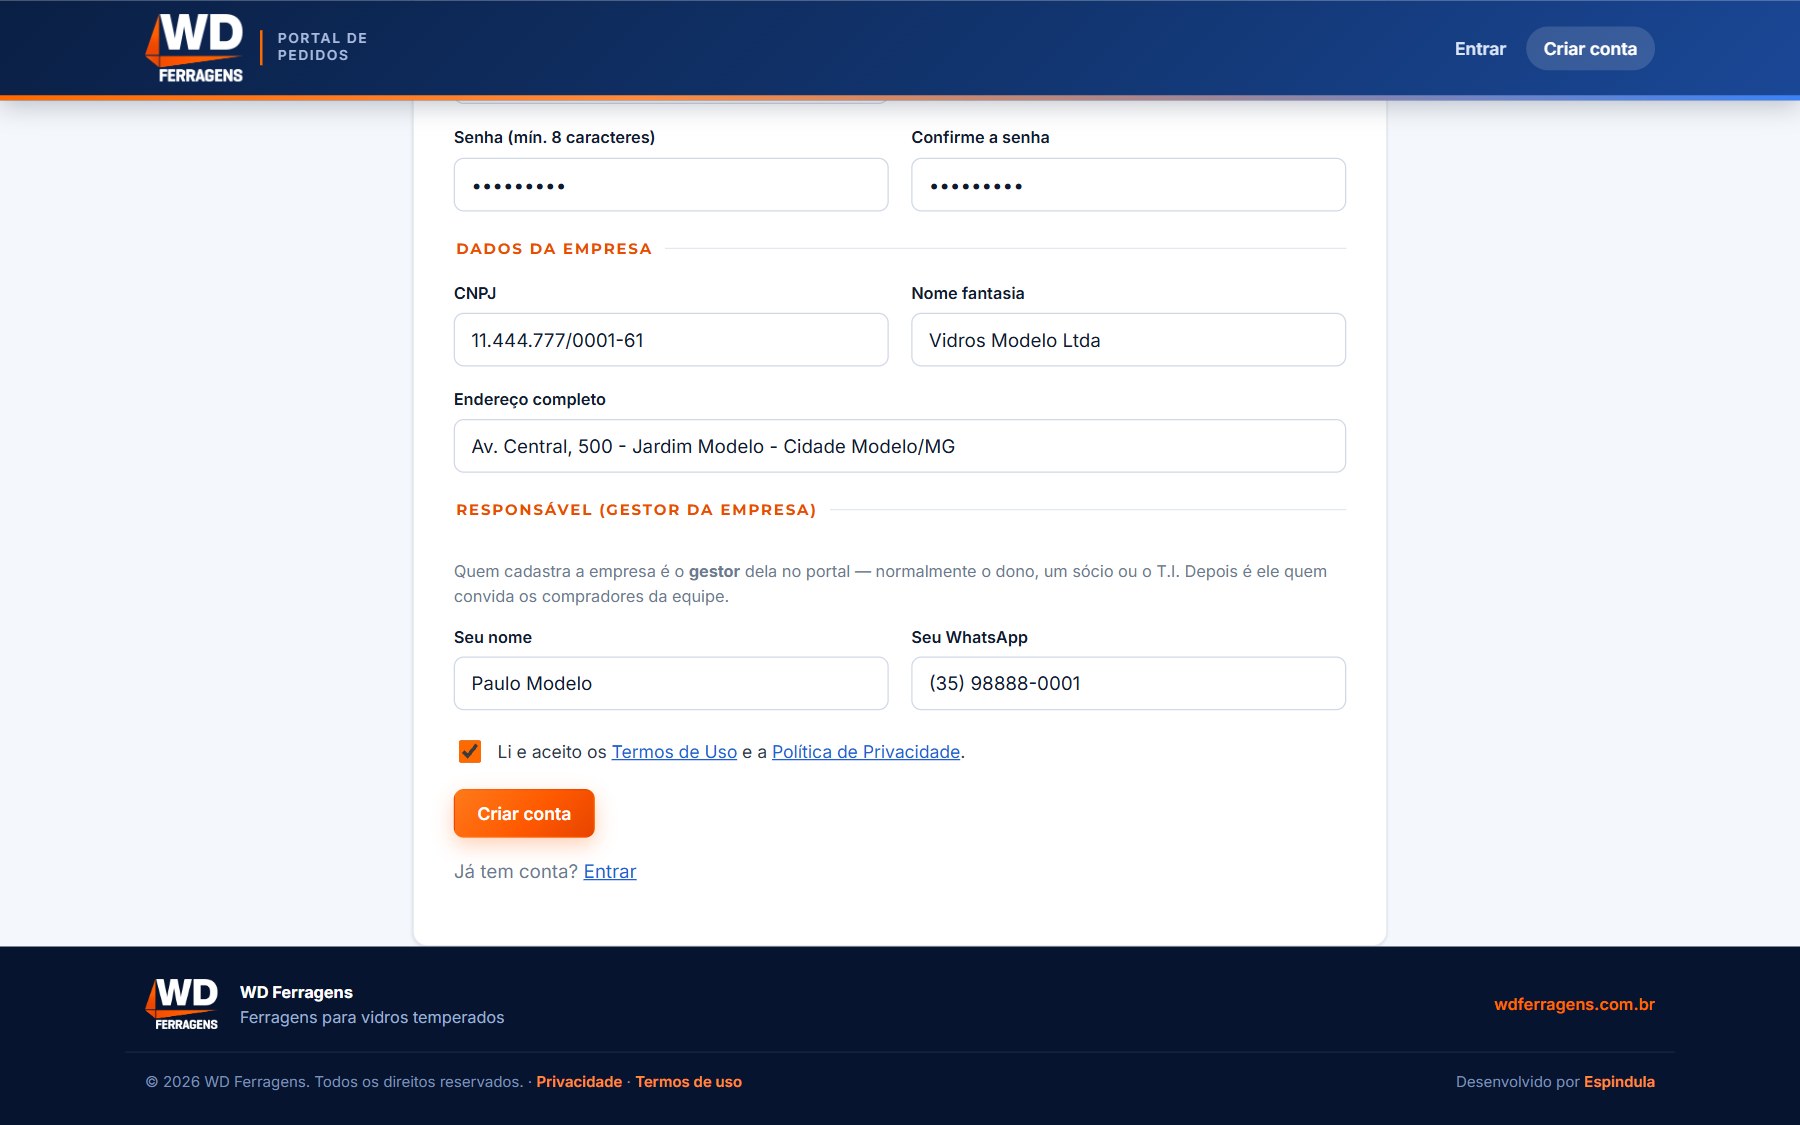 WD
FERRAGENS
PORTAL DE
PEDIDOS
Entrar
Criar conta
Senha (mín. 8 caracteres)
Confirme a senha
•••••••••
•••••••••
DADOS DA EMPRESA
CNPJ
Nome fantasia
11.444.777/0001-61
Vidros Modelo Ltda
Endereço completo
Av. Central, 500 - Jardim Modelo - Cidade Modelo/MG
RESPONSÁVEL (GESTOR DA EMPRESA)
Quem cadastra a empresa é o gestor dela no portal — normalmente o dono, um sócio ou o T.I. Depois é ele quem
convida os compradores da equipe.
Seu nome
Seu WhatsApp
Paulo Modelo
(35) 98888-0001
Li e aceito os Termos de Uso e a Política de Privacidade.
Criar conta
Já tem conta? Entrar
WD
FERRAGENS
WD Ferragens
Ferragens para vidros temperados
wdferragens.com.br
© 2026 WD Ferragens. Todos os direitos reservados. · Privacidade · Termos de uso
Desenvolvido por Espindula